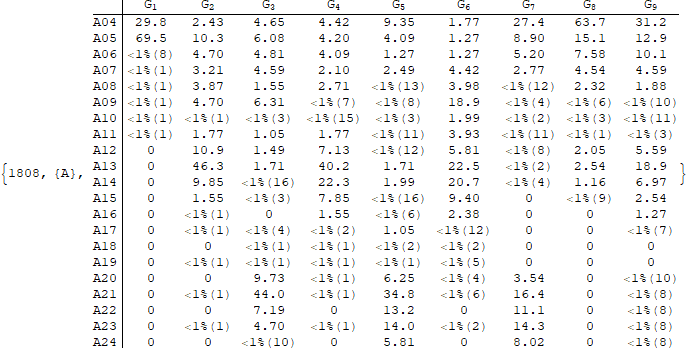 G1 G2 G3 G4 G5 G6 G7 G8 G9
A04 29.8 2.43 4.65 4.42 9.35 1.77 27.4 63.7 31.2
A05 69.5 10.3 6.08 4.20 4.09 1.27 8.90 15.1 12.9
A06 <1%(8) 4.70 4.81 4.09 1.27 1.27 5.20 7.58 10.1
A07 <1%(1) 3.21 4.59 2.10 2.49 4.42 2.77 4.54 4.59
A08 <1%(1) 3.87 1.55 2.71 <1%(13) 3.98 <1%(12) 2.32 1.88
A09 <1%(1) 4.70 6.31 <1%(7) <1%(8) 18.9 <1%(4) <1%(6) <1%(10)
A10 <1%(1) <1%(1) <1%(3) <1%(15) <1%(3) 1.99 <1%(2) <1%(3) <1%(11)
A11 <1%(1) 1.77 1.05 1.77 <1%(11) 3.93 <1%(11) <1%(1) <1%(3)
A12 0 10.9 1.49 7.13 <1%(12) 5.81 <1%(8) 2.05 5.59
A13 0 46.3 1.71 40.2 1.71 22.5 <1%(2) 2.54 18.9
{1808, {A}, }
A14 0 9.85 <1%(16) 22.3 1.99 20.7 <1%(4) 1.16 6.97
A15 0 1.55 <1%(3) 7.85 <1%(16) 9.40 0 <1%(9) 2.54
A16 0 <1%(1) 0 1.55 <1%(6) 2.38 0 0 1.27
A17 0 <1%(1) <1%(4) <1%(2) 1.05 <1%(12) 0 0 <1%(7)
A18 0 0 <1%(1) <1%(1) <1%(2) <1%(2) 0 0 0
A19 0 <1%(1) <1%(1) <1%(1) <1%(1) <1%(5) 0 0 0
A20 0 0 9.73 <1%(1) 6.25 <1%(4) 3.54 0 <1%(10)
A21 0 <1%(1) 44.0 <1%(1) 34.8 <1%(6) 16.4 0 <1%(8)
A22 0 0 7.19 0 13.2 0 11.1 0 <1%(8)
A23 0 <1%(1) 4.70 <1%(1) 14.0 <1%(2) 14.3 0 <1%(8)
A24 0 0 <1%(10) 0 5.81 0 8.02 0 <1%(8)